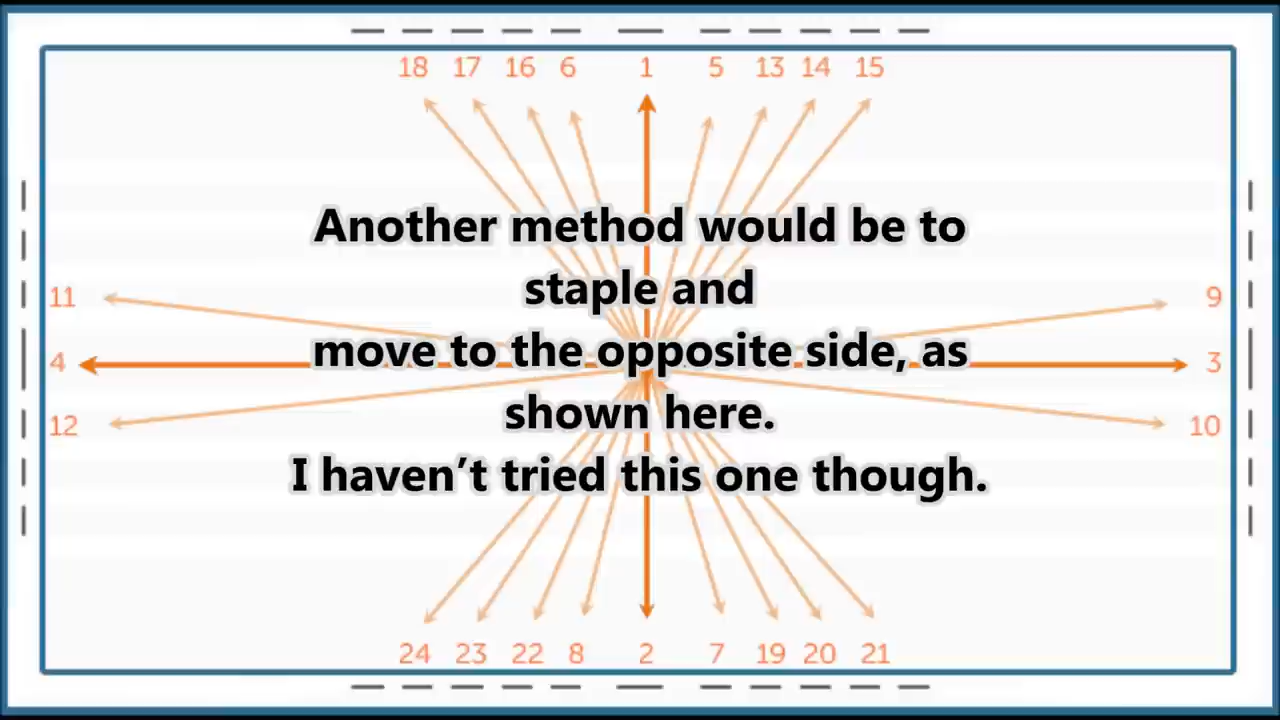 18 17 16 6 1 5 13 14 15
Another method would be to
staple and
11 9
move to the opposite side, as
4 3
shown here.
12 10
I haven’t tried this one though.
24 23 22 8 2 7 19 20 21